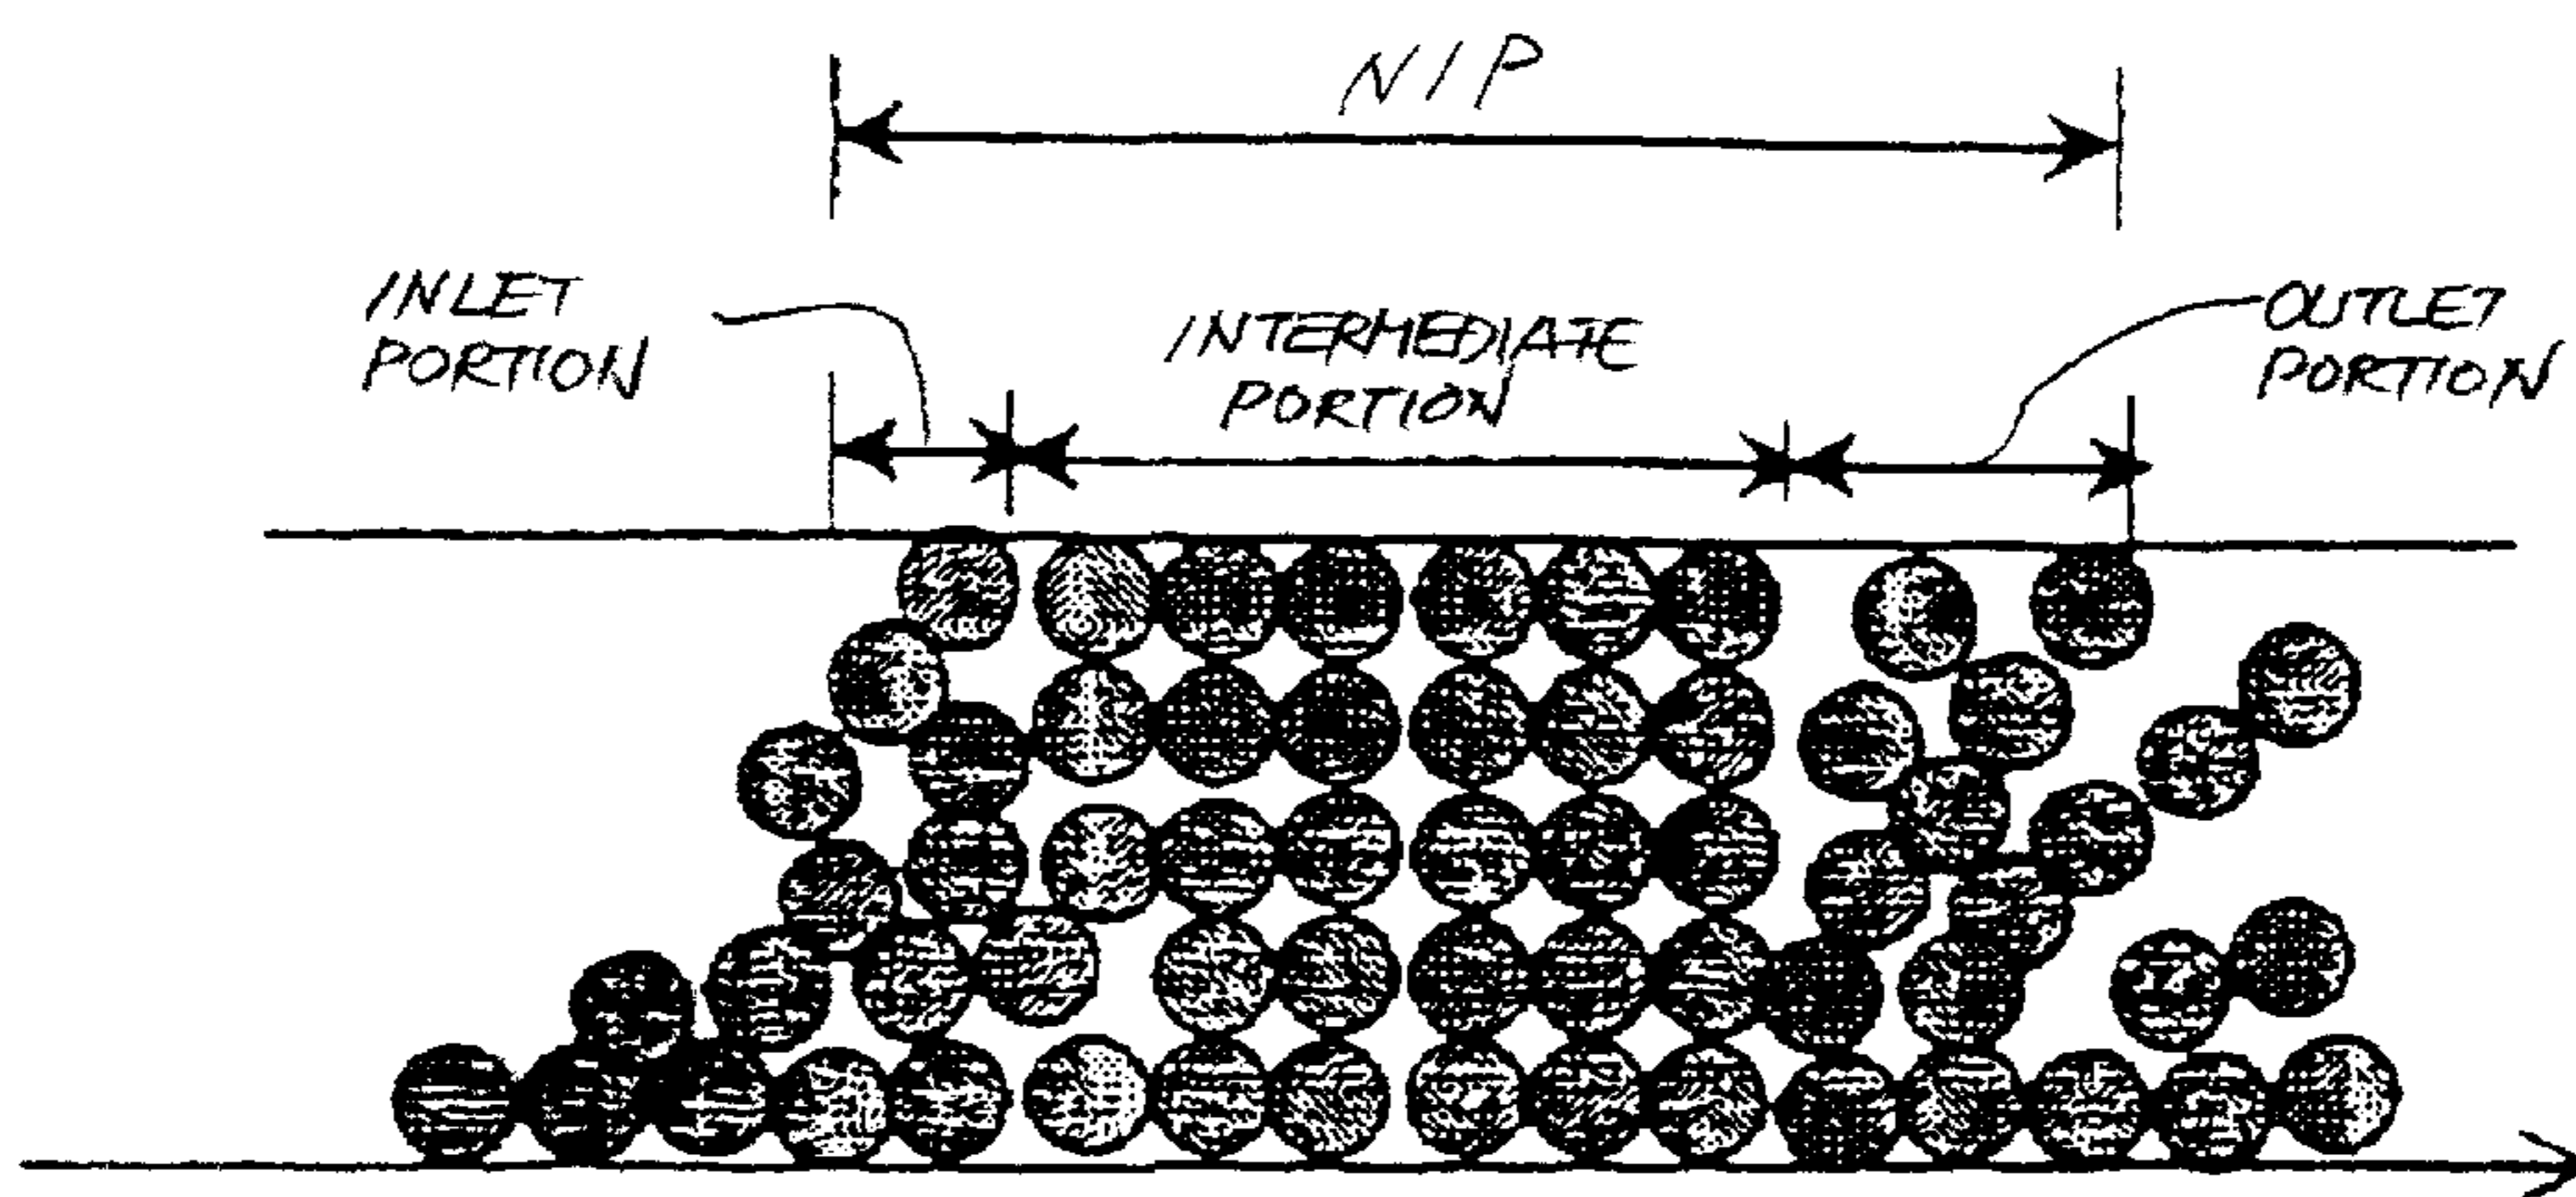 NIP
INLET
PORTION
INTERMEDIATE
PORTION
OUTLET
PORTION